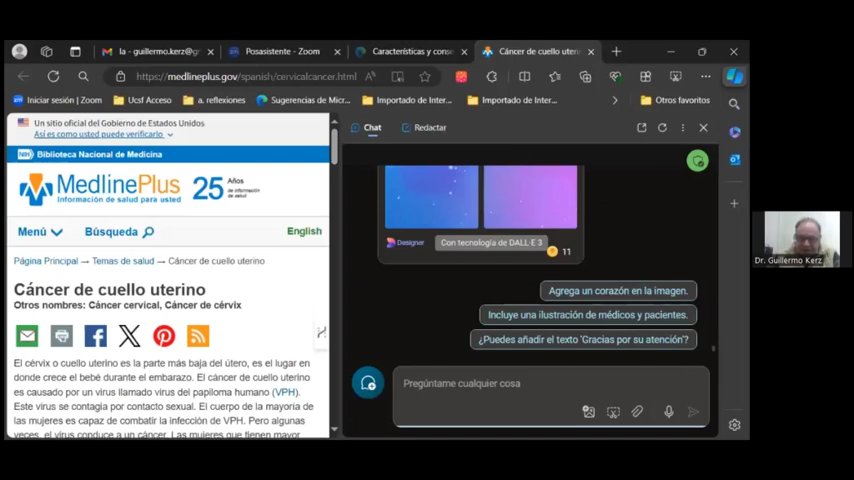 la - guillermo.kerz@gr
Posasistente - Zoom
Características y cons
Cáncer de cuello uterin
https://medlineplus.gov/spanish/cervicalcancer.html
Iniciar sesión | Zoom
Ucsf Acceso
a. reflexiones
Sugerencias de Micr...
Importado de Inter...
Importado de Inter...
Otros favoritos
Un sitio oficial del Gobierno de Estados Unidos
Así es como usted puede verificarlo
NIH Biblioteca Nacional de Medicina
MedlinePlus
Información de salud para usted
25 Años
de información de salud
Menú
Búsqueda
English
Página Principal → Temas de salud → Cáncer de cuello uterino
Cáncer de cuello uterino
Otros nombres: Cáncer cervical, Cáncer de cérvix
El cérvix o cuello uterino es la parte más baja del útero, es el lugar en
donde crece el bebé durante el embarazo. El cáncer de cuello uterino
es causado por un virus llamado virus del papiloma humano (VPH).
Este virus se contagia por contacto sexual. El cuerpo de la mayoría de
las mujeres es capaz de combatir la infección de VPH. Pero algunas
veces, el virus conduce a un cáncer. Las mujeres que tienen mayor
Chat
Redactar
Designer
Con tecnología de DALL·E 3
11
Agrega un corazón en la imagen.
Incluye una ilustración de médicos y pacientes.
¿Puedes añadir el texto 'Gracias por su atención'?
Pregúntame cualquier cosa
Dr. Guillermo Kerz